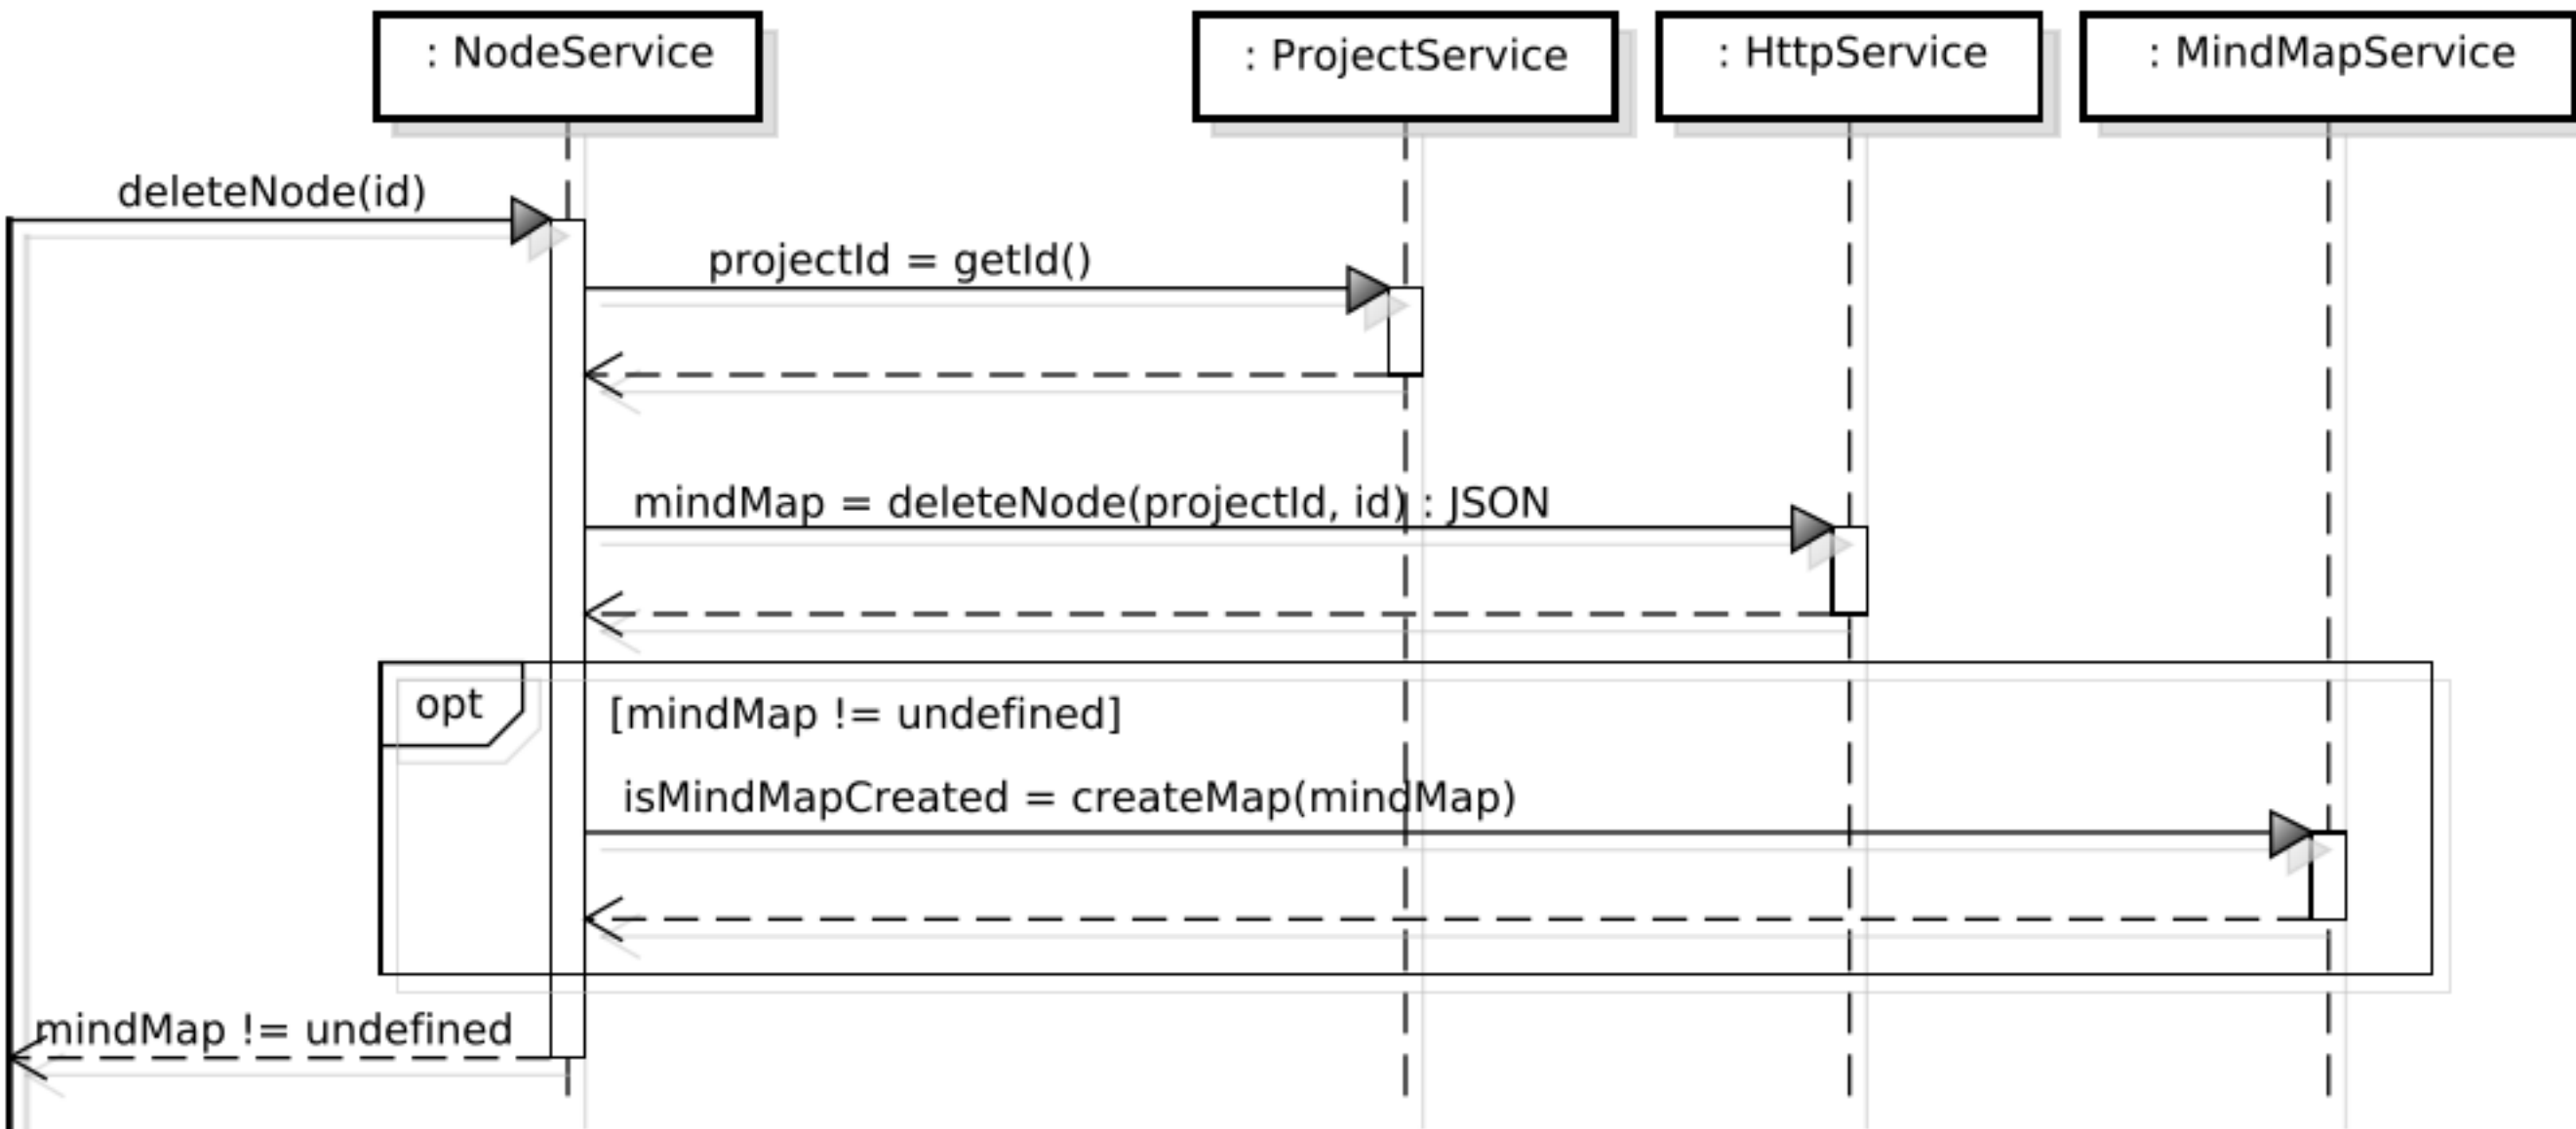 : NodeService
: ProjectService
: HttpService
: MindMapService
deleteNode(id)
projectId = getId()
mindMap = deleteNode(projectId, id) : JSON
opt
[mindMap != undefined]
isMindMapCreated = createMap(mindMap)
mindMap != undefined